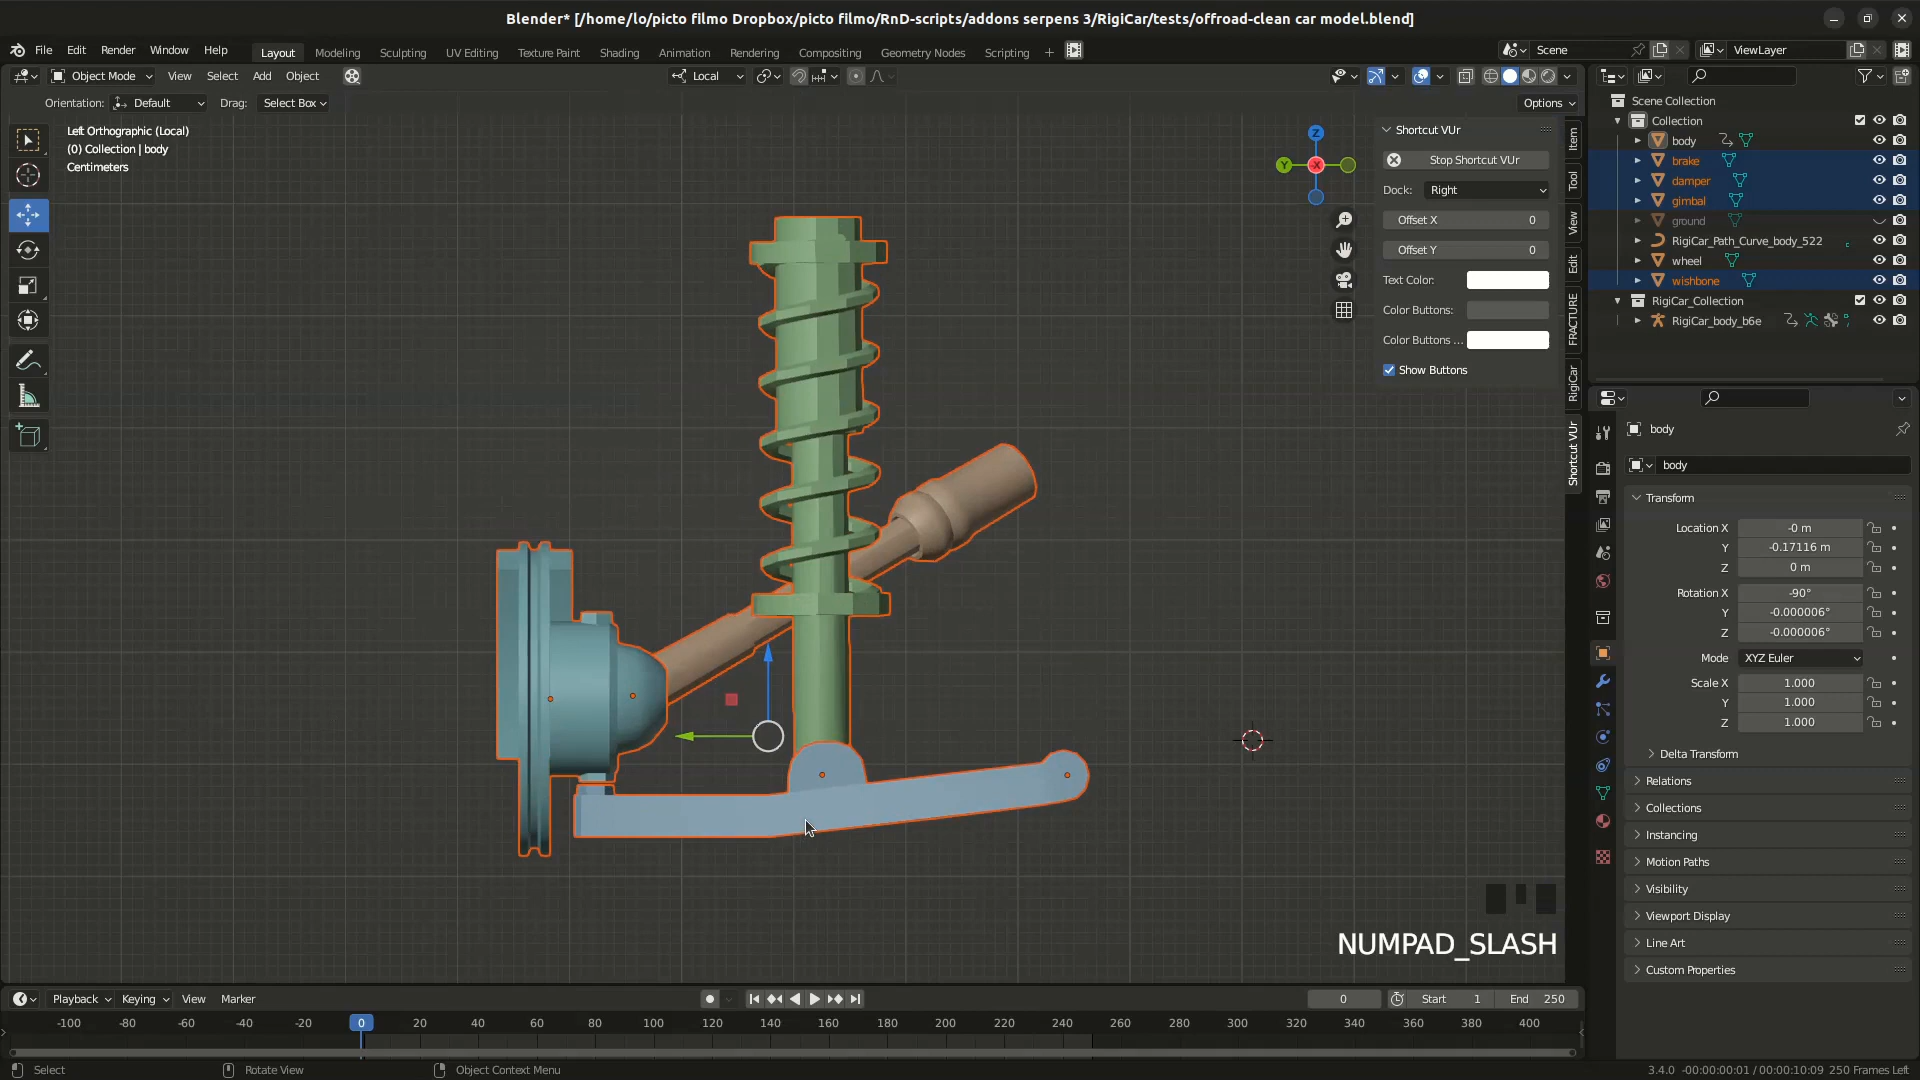 Blender* [/home/lo/picto filmo Dropbox/picto filmo/RnD-scripts/addons serpens 3/RigiCar/tests/offroad-clean car model.blend]
File Edit Render Window Help Layout Modeling Sculpting UV Editing Texture Paint Shading Animation Rendering Compositing Geometry Nodes Scripting + Scene ViewLayer
Object Mode View Select Add Object Local
Orientation: Default Drag: Select Box Options
Left Orthographic (Local)
(0) Collection | body
Centimeters
Z
Y
X
Shortcut VUr
Stop Shortcut VUr
Dock: Right
Offset X 0
Offset Y 0
Text Color:
Color Buttons:
Color Buttons ...
Show Buttons
Item
Tool
View
Edit
FRACTURE
RigiCar
Shortcut VUr
Scene Collection
Collection
body
brake
damper
gimbal
ground
RigiCar_Path_Curve_body_522
wheel
wishbone
RigiCar_Collection
RigiCar_body_b6e
body
body
Transform
Location X -0 m
Y -0.17116 m
Z 0 m
Rotation X -90°
Y -0.000006°
Z -0.000006°
Mode XYZ Euler
Scale X 1.000
Y 1.000
Z 1.000
Delta Transform
Relations
Collections
Instancing
Motion Paths
Visibility
Viewport Display
Line Art
Custom Properties
NUMPAD_SLASH
Playback Keying View Marker 0 Start 1 End 250
-100 -80 -60 -40 -20 0 20 40 60 80 100 120 140 160 180 200 220 240 260 280 300 320 340 360 380 400
Select Rotate View Object Context Menu 3.4.0 -00:00:00:01 / 00:00:10:09 250 Frames Left